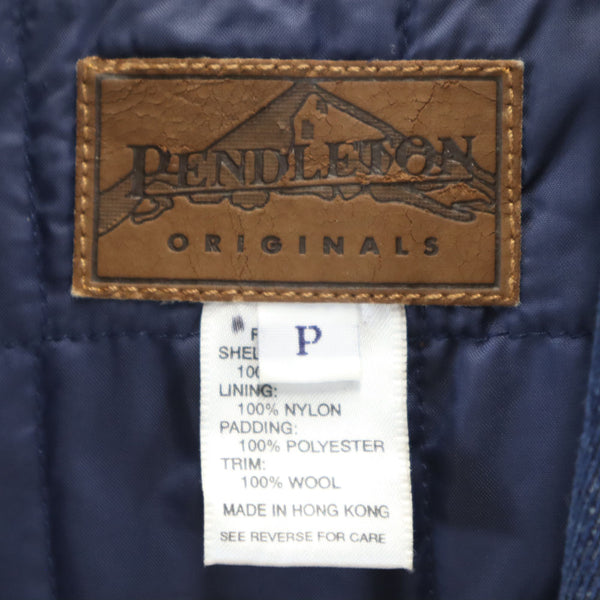 PENDLETON
ORIGINALS
P
LINING:
100% NYLON
PADDING:
100% POLYESTER
TRIM:
100% WOOL
MADE IN HONG KONG
SEE REVERSE FOR CARE